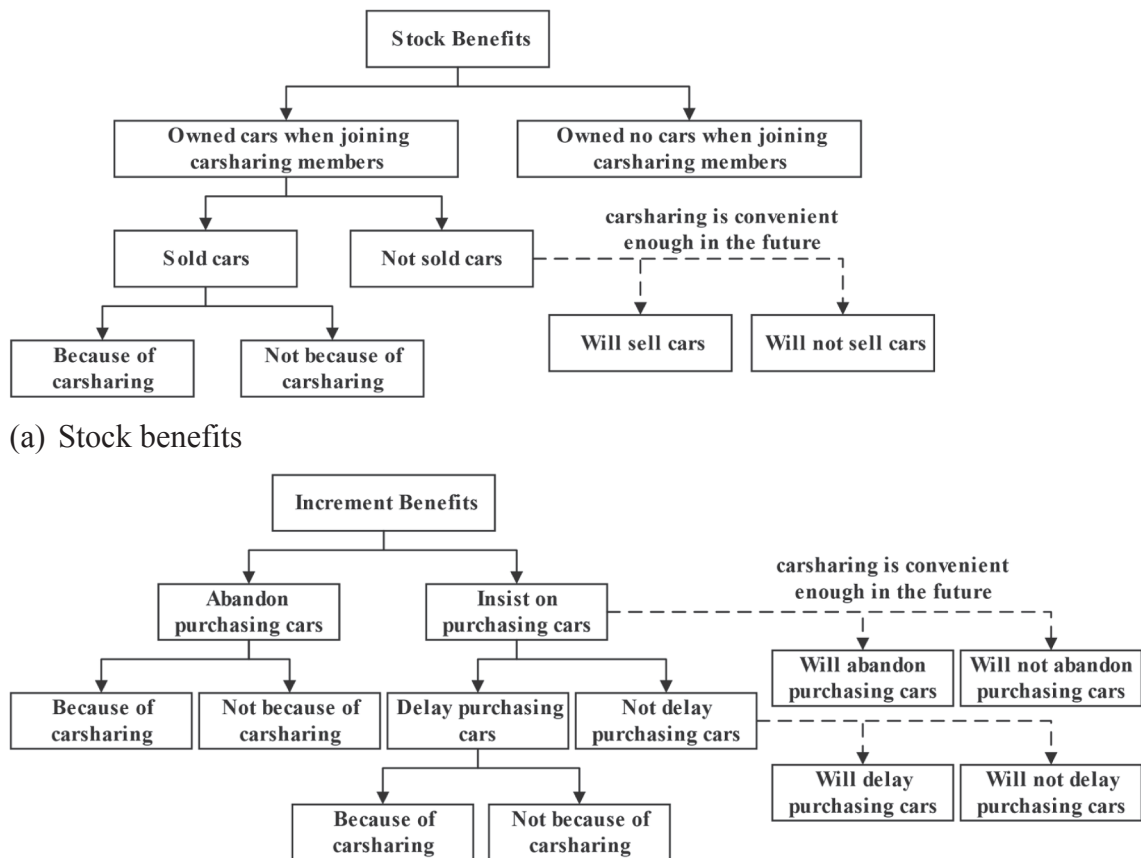 Stock Benefits
Owned cars when joining
carsharing members
Owned no cars when joining
carsharing members
carsharing is convenient
enough in the future
Sold cars
Not sold cars
Will sell cars
Will not sell cars
Because of
carsharing
Not because of
carsharing
(a) Stock benefits
Increment Benefits
carsharing is convenient
enough in the future
Abandon
purchasing cars
Insist on
purchasing cars
Will abandon
purchasing cars
Will not abandon
purchasing cars
Because of
carsharing
Not because of
carsharing
Delay purchasing
cars
Not delay
purchasing cars
Will delay
purchasing cars
Will not delay
purchasing cars
Because of
carsharing
Not because of
carsharing